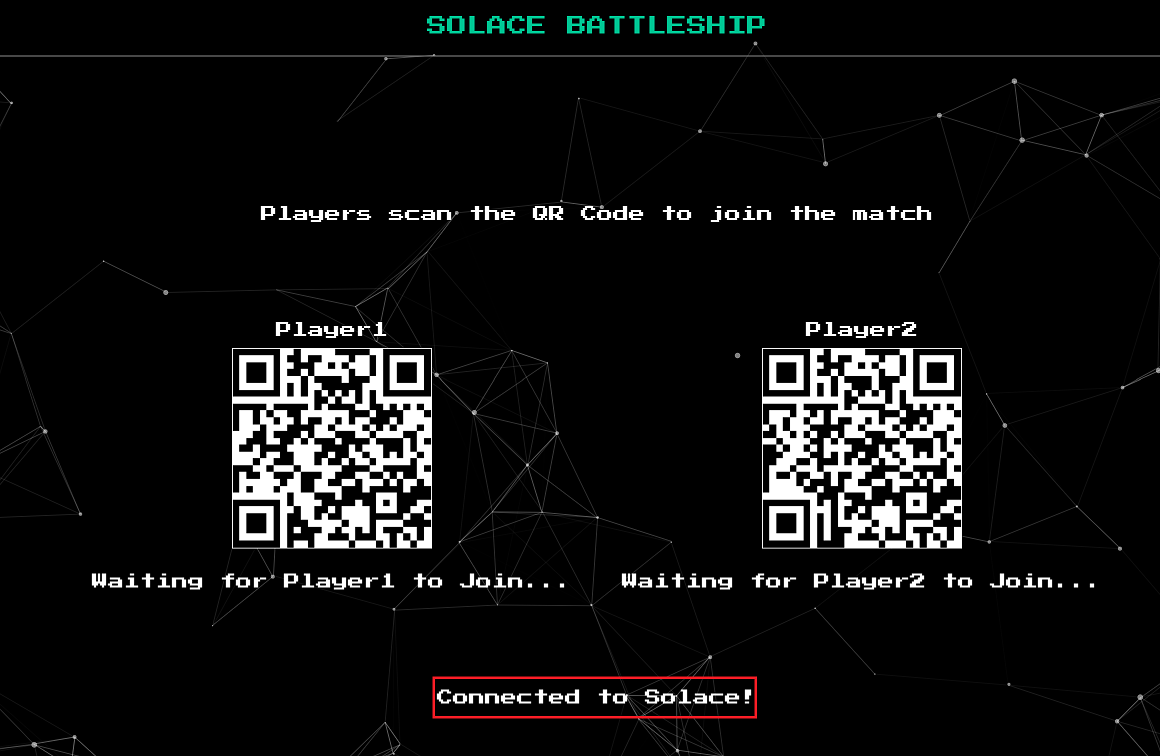 SOLACE BATTLESHIP
Players scan the QR Code to join the match
Player1
Player2
Waiting for Player1 to Join...
Waiting for Player2 to Join...
Connected to Solace!